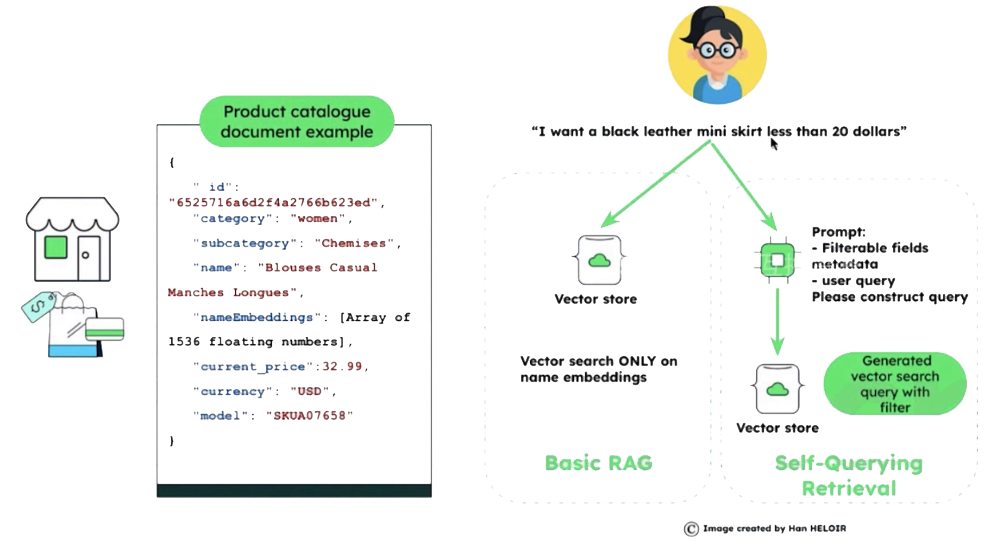 Product catalogue
document example
{
"_id":
"6525716a6d2f4a2766b623ed",
"category": "women",
"subcategory": "Chemises",
"name": "Blouses Casual
Manches Longues",
"nameEmbeddings": [Array of
1536 floating numbers],
"current_price":32.99,
"currency": "USD",
"model": "SKUA07658"
}
$
“I want a black leather mini skirt less than 20 dollars”
Vector store
Vector search ONLY on
name embeddings
Basic RAG
Prompt:
- Filterable fields
metadata
- user query
Please construct query
Generated
vector search
query with
filter
Vector store
Self-Querying
Retrieval
© Image created by Han HELOIR